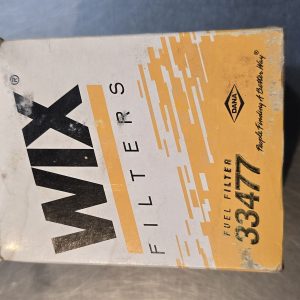 WIX®
FILTERS
DANA
People Finding A Better Way®
FUEL FILTER
33477